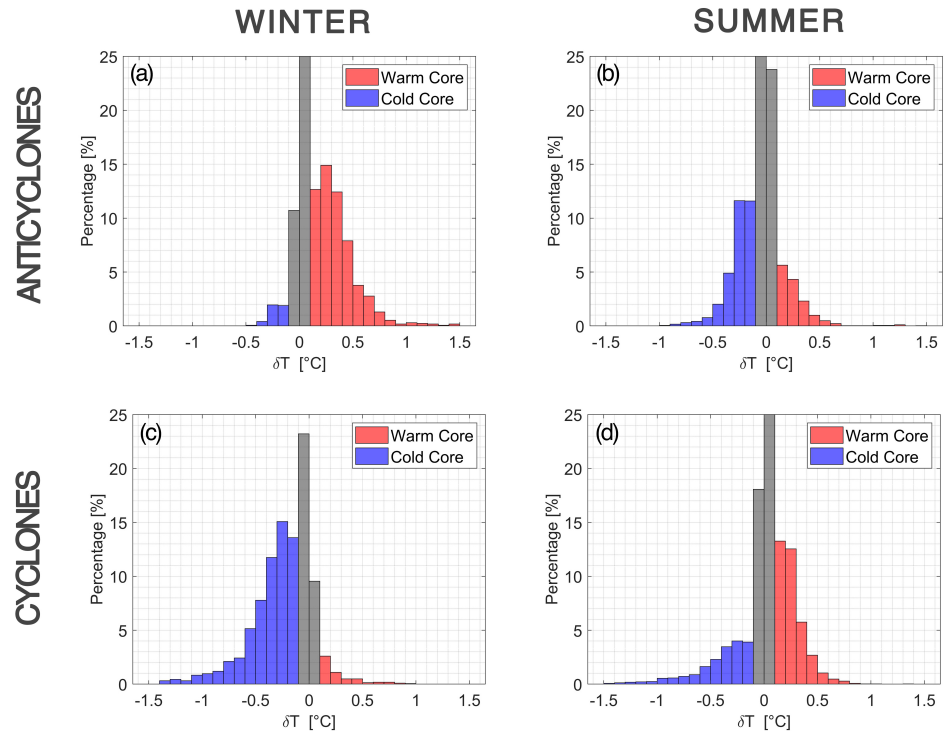 WINTER
SUMMER
ANTICYCLONES
(a)
Warm Core
Cold Core
Percentage [%]
25
20
15
10
5
0
-1.5 -1 -0.5 0 0.5 1 1.5
δT [°C]
(b)
Warm Core
Cold Core
Percentage [%]
25
20
15
10
5
0
-1.5 -1 -0.5 0 0.5 1 1.5
δT [°C]
CYCLONES
(c)
Warm Core
Cold Core
Percentage [%]
25
20
15
10
5
0
-1.5 -1 -0.5 0 0.5 1 1.5
δT [°C]
(d)
Warm Core
Cold Core
Percentage [%]
25
20
15
10
5
0
-1.5 -1 -0.5 0 0.5 1 1.5
δT [°C]